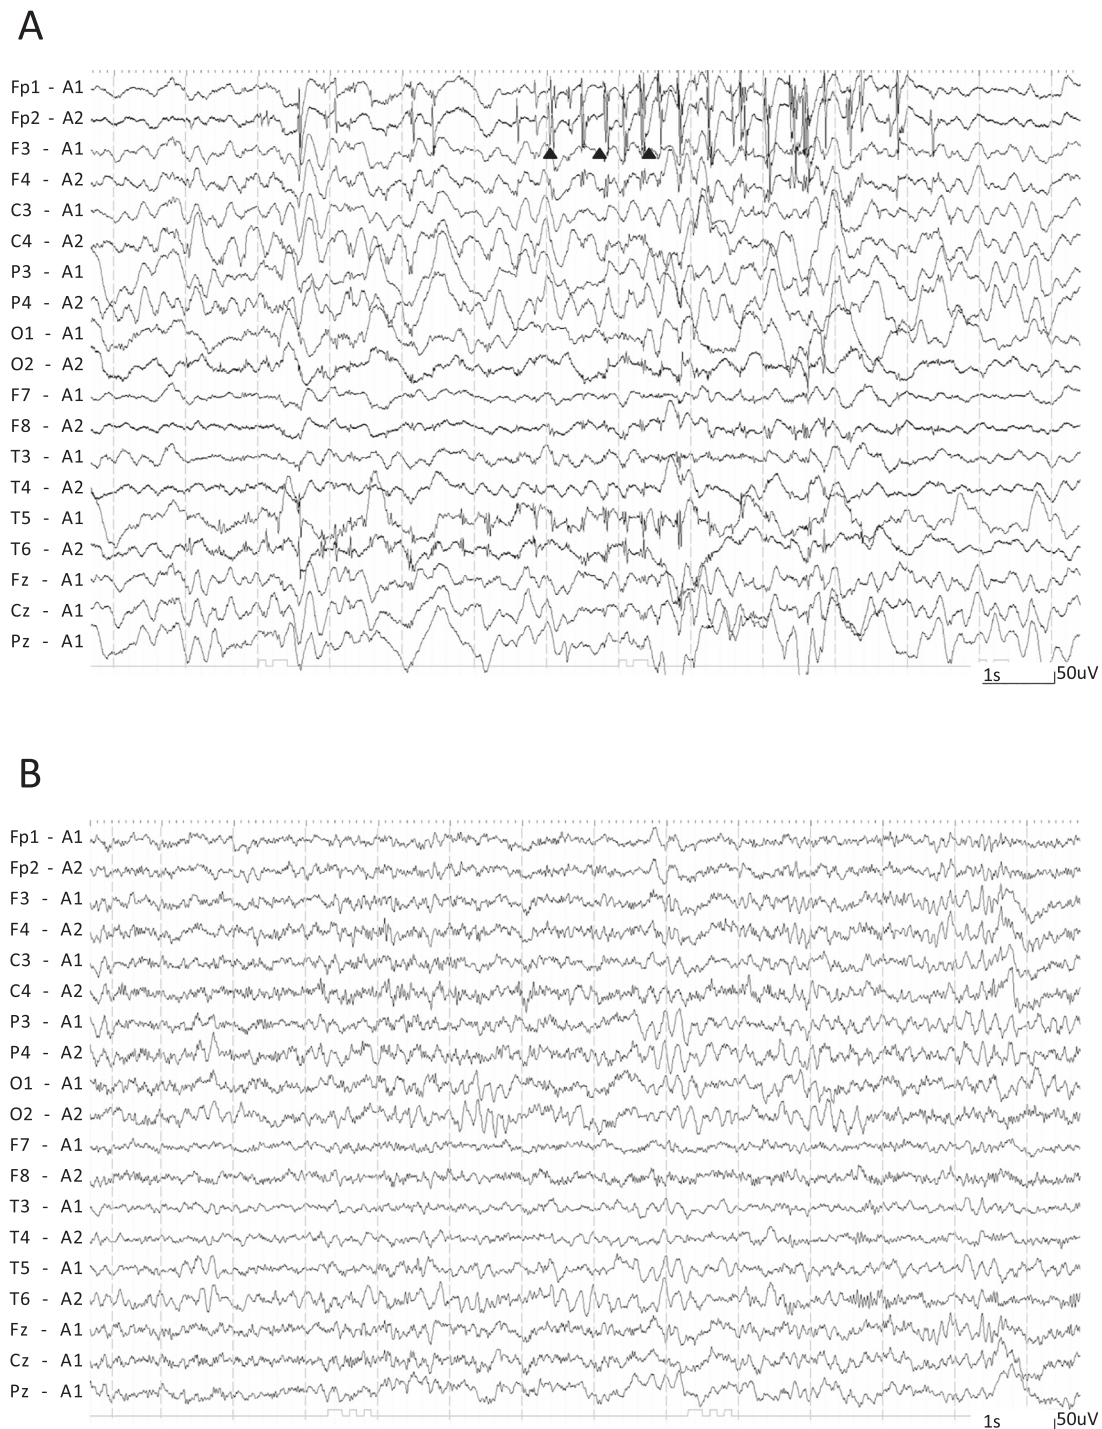 A
Fp1 - A1
Fp2 - A2
F3 - A1
F4 - A2
C3 - A1
C4 - A2
P3 - A1
P4 - A2
O1 - A1
O2 - A2
F7 - A1
F8 - A2
T3 - A1
T4 - A2
T5 - A1
T6 - A2
Fz - A1
Cz - A1
Pz - A1
1s 50uV
B
Fp1 - A1
Fp2 - A2
F3 - A1
F4 - A2
C3 - A1
C4 - A2
P3 - A1
P4 - A2
O1 - A1
O2 - A2
F7 - A1
F8 - A2
T3 - A1
T4 - A2
T5 - A1
T6 - A2
Fz - A1
Cz - A1
Pz - A1
1s 50uV